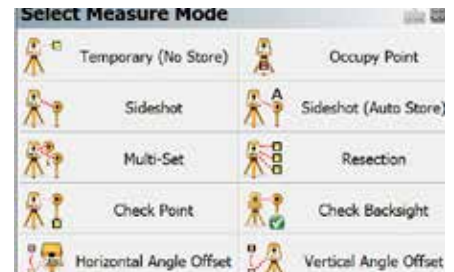 Select Measure Mode
Temporary (No Store)
Occupy Point
Sideshot
A
Sideshot (Auto Store)
Multi-Set
Resection
Check Point
Check Backsight
Horizontal Angle Offset
Vertical Angle Offset